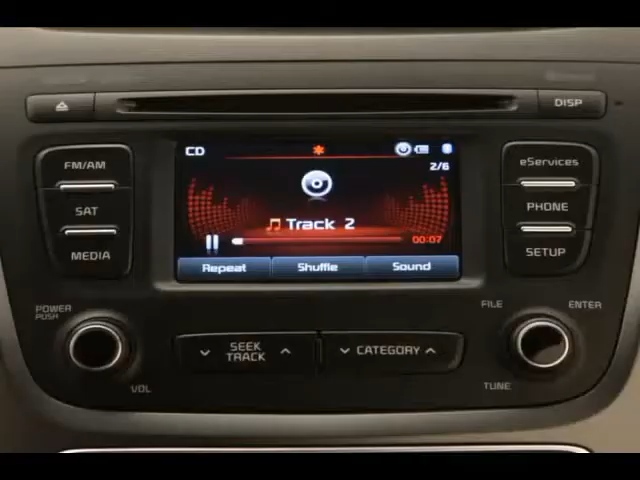 DISP
FM/AM
SAT
MEDIA
CD
2/6
Track 2
00:07
Repeat Shuffle Sound
eServices
PHONE
SETUP
POWER
PUSH
VOL
SEEK
TRACK
CATEGORY
FILE
ENTER
TUNE